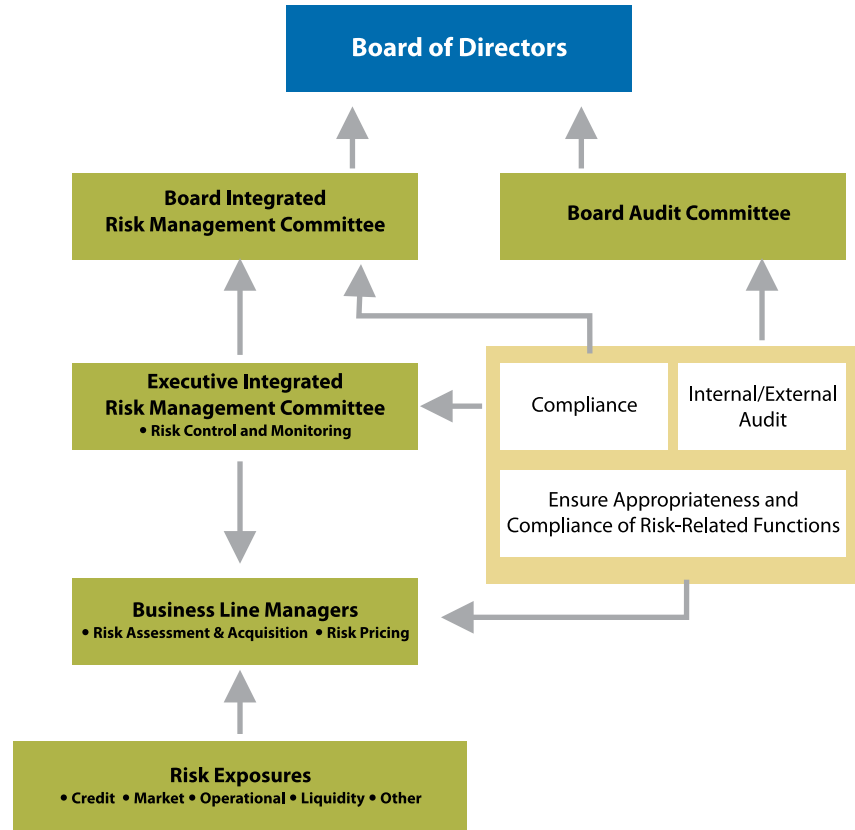 Board of Directors
Board Integrated
Risk Management Committee
Board Audit Committee
Executive Integrated
Risk Management Committee
• Risk Control and Monitoring
Compliance
Internal/External
Audit
Ensure Appropriateness and
Compliance of Risk-Related Functions
Business Line Managers
• Risk Assessment & Acquisition • Risk Pricing
Risk Exposures
• Credit • Market • Operational • Liquidity • Other